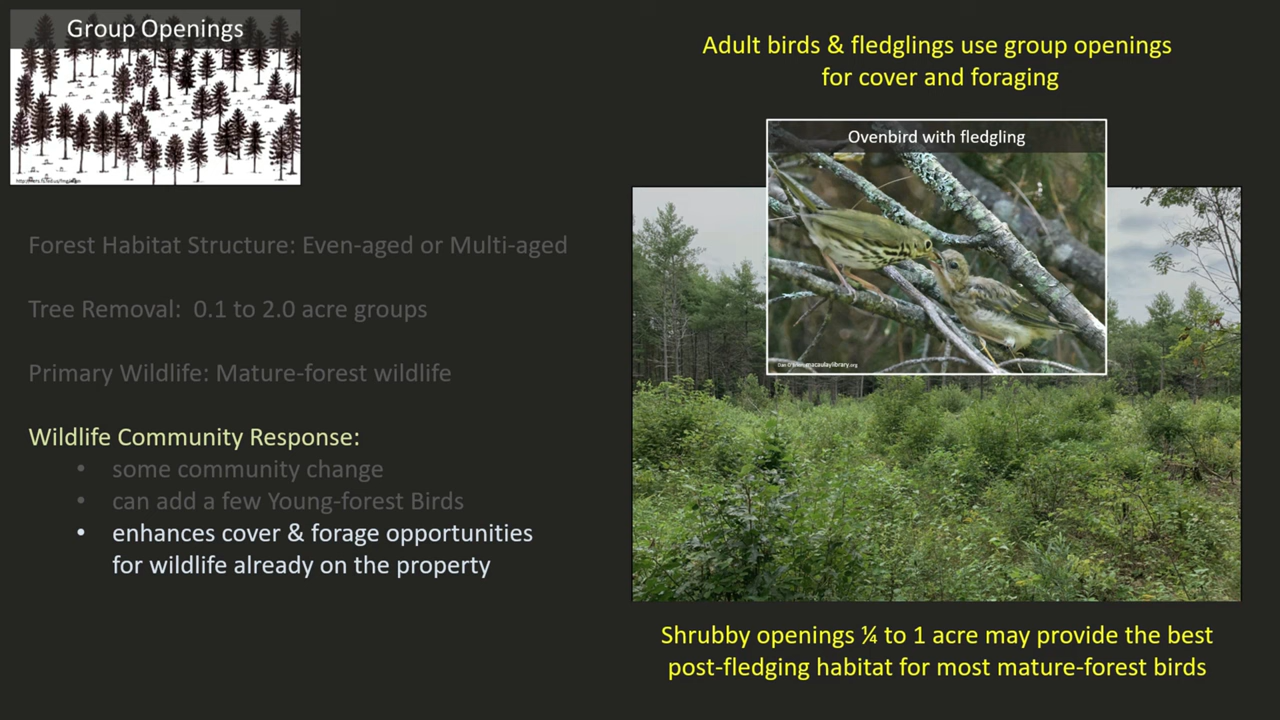 Group Openings
Adult birds & fledglings use group openings
for cover and foraging
Ovenbird with fledgling
macaulaylibrary.org
Forest Habitat Structure: Even-aged or Multi-aged
Tree Removal:  0.1 to 2.0 acre groups
Primary Wildlife: Mature-forest wildlife
Wildlife Community Response:
• some community change
• can add a few Young-forest Birds
• enhances cover & forage opportunities
for wildlife already on the property
Shrubby openings ¼ to 1 acre may provide the best
post-fledging habitat for most mature-forest birds